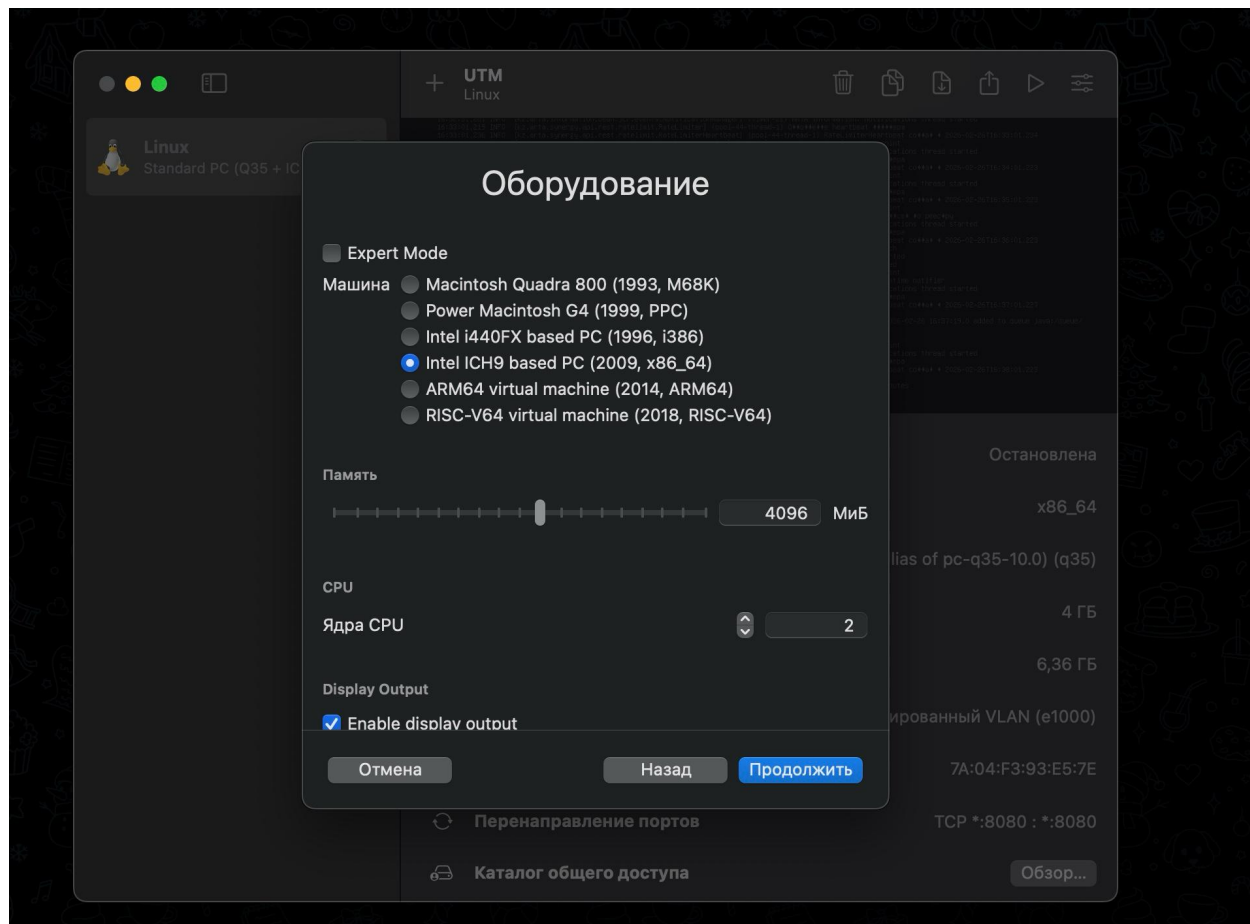 UTM
Linux
Linux
Standard PC (Q35 + IC
Оборудование
Expert Mode
Машина
Macintosh Quadra 800 (1993, M68K)
Power Macintosh G4 (1999, PPC)
Intel i440FX based PC (1996, i386)
Intel ICH9 based PC (2009, x86_64)
ARM64 virtual machine (2014, ARM64)
RISC-V64 virtual machine (2018, RISC-V64)
Память
4096 МиБ
CPU
Ядра CPU 2
Display Output
Enable display output
Отмена Назад Продолжить
Остановлена
x86_64
lias of pc-q35-10.0) (q35)
4 ГБ
6,36 ГБ
ированный VLAN (e1000)
7A:04:F3:93:E5:7E
Перенаправление портов TCP *:8080 : *:8080
Каталог общего доступа Обзор...